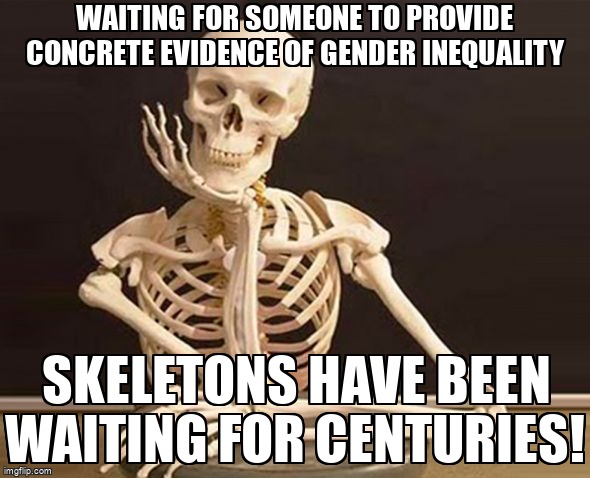 WAITING FOR SOMEONE TO PROVIDE
CONCRETE EVIDENCE OF GENDER INEQUALITY
SKELETONS HAVE BEEN
WAITING FOR CENTURIES!
imgflip.com